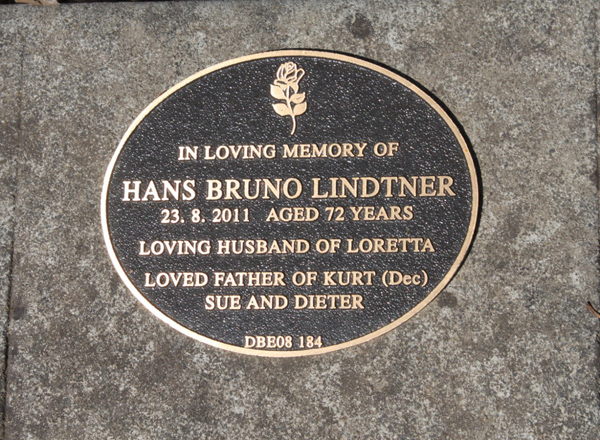 IN LOVING MEMORY OF
HANS BRUNO LINDTNER
23. 8. 2011 AGED 72 YEARS
LOVING HUSBAND OF LORETTA
LOVED FATHER OF KURT (Dec)
SUE AND DIETER
DBE08 184